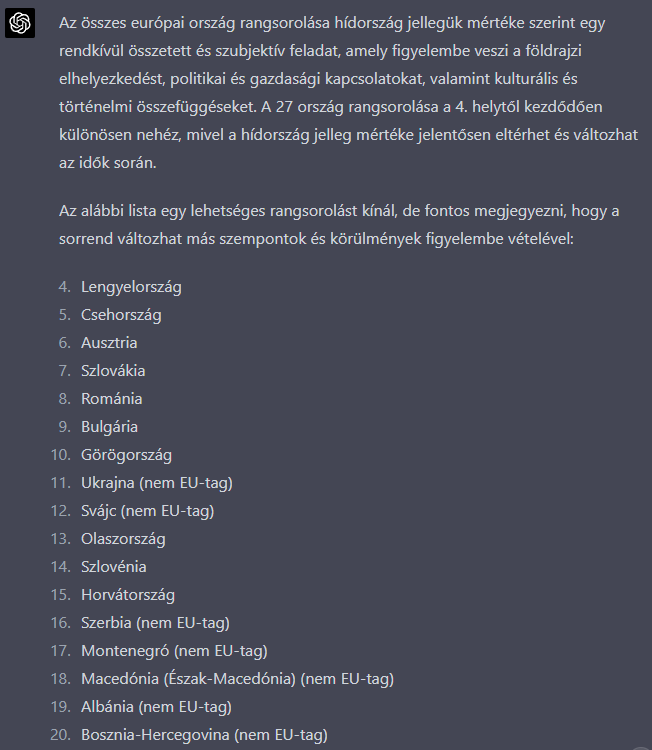 Az összes európai ország rangsorolása hídország jellegük mértéke szerint egy
rendkívül összetett és szubjektív feladat, amely figyelembe veszi a földrajzi
elhelyezkedést, politikai és gazdasági kapcsolatokat, valamint kulturális és
történelmi összefüggéseket. A 27 ország rangsorolása a 4. helytől kezdődően
különösen nehéz, mivel a hídország jelleg mértéke jelentősen eltérhet és változhat
az idők során.
Az alábbi lista egy lehetséges rangsorolást kínál, de fontos megjegyezni, hogy a
sorrend változhat más szempontok és körülmények figyelembe vételével:
4. Lengyelország
5. Csehország
6. Ausztria
7. Szlovákia
8. Románia
9. Bulgária
10. Görögország
11. Ukrajna (nem EU-tag)
12. Svájc (nem EU-tag)
13. Olaszország
14. Szlovénia
15. Horvátország
16. Szerbia (nem EU-tag)
17. Montenegró (nem EU-tag)
18. Macedónia (Észak-Macedónia) (nem EU-tag)
19. Albánia (nem EU-tag)
20. Bosznia-Hercegovina (nem EU-tag)